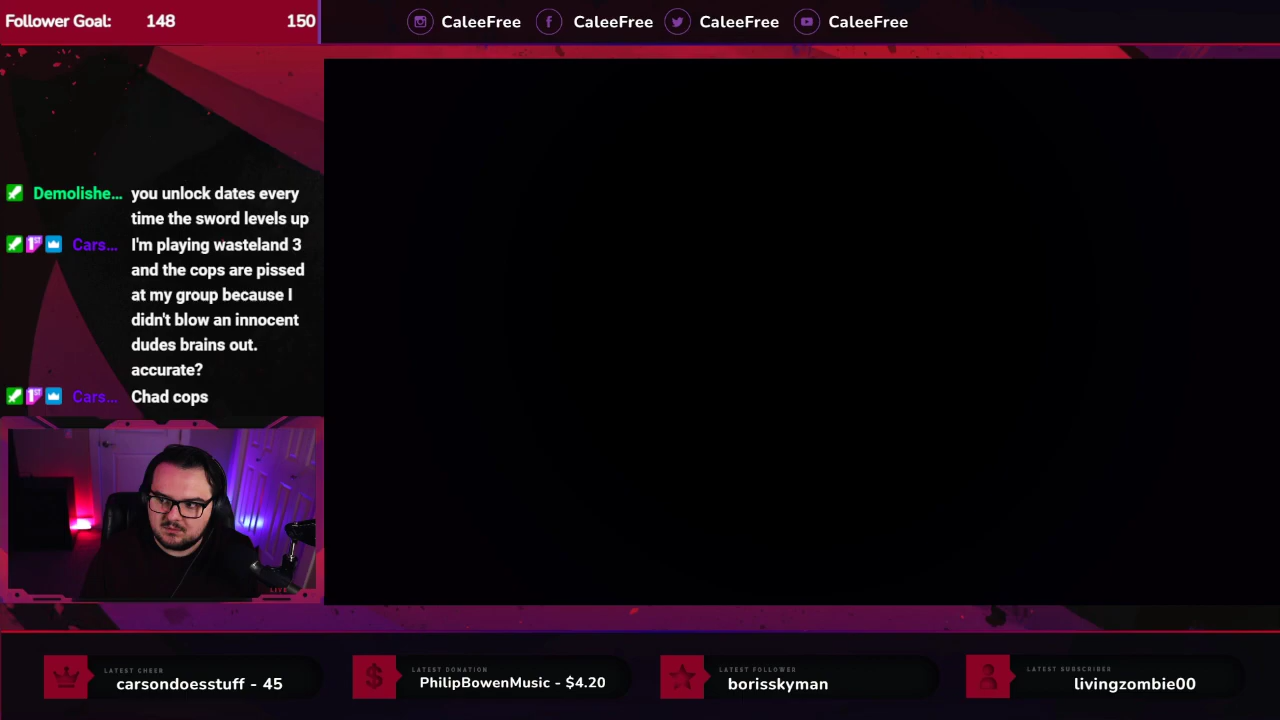 Follower Goal: 148 150
CaleeFree CaleeFree CaleeFree CaleeFree
Demolishe... you unlock dates every
time the sword levels up
Cars... I'm playing wasteland 3
and the cops are pissed
at my group because I
didn't blow an innocent
dudes brains out.
accurate?
Cars... Chad cops
LIVE
LATEST CHEER
carsondoesstuff - 45
LATEST DONATION
PhilipBowenMusic - $4.20
LATEST FOLLOWER
borisskyman
LATEST SUBSCRIBER
livingzombie00